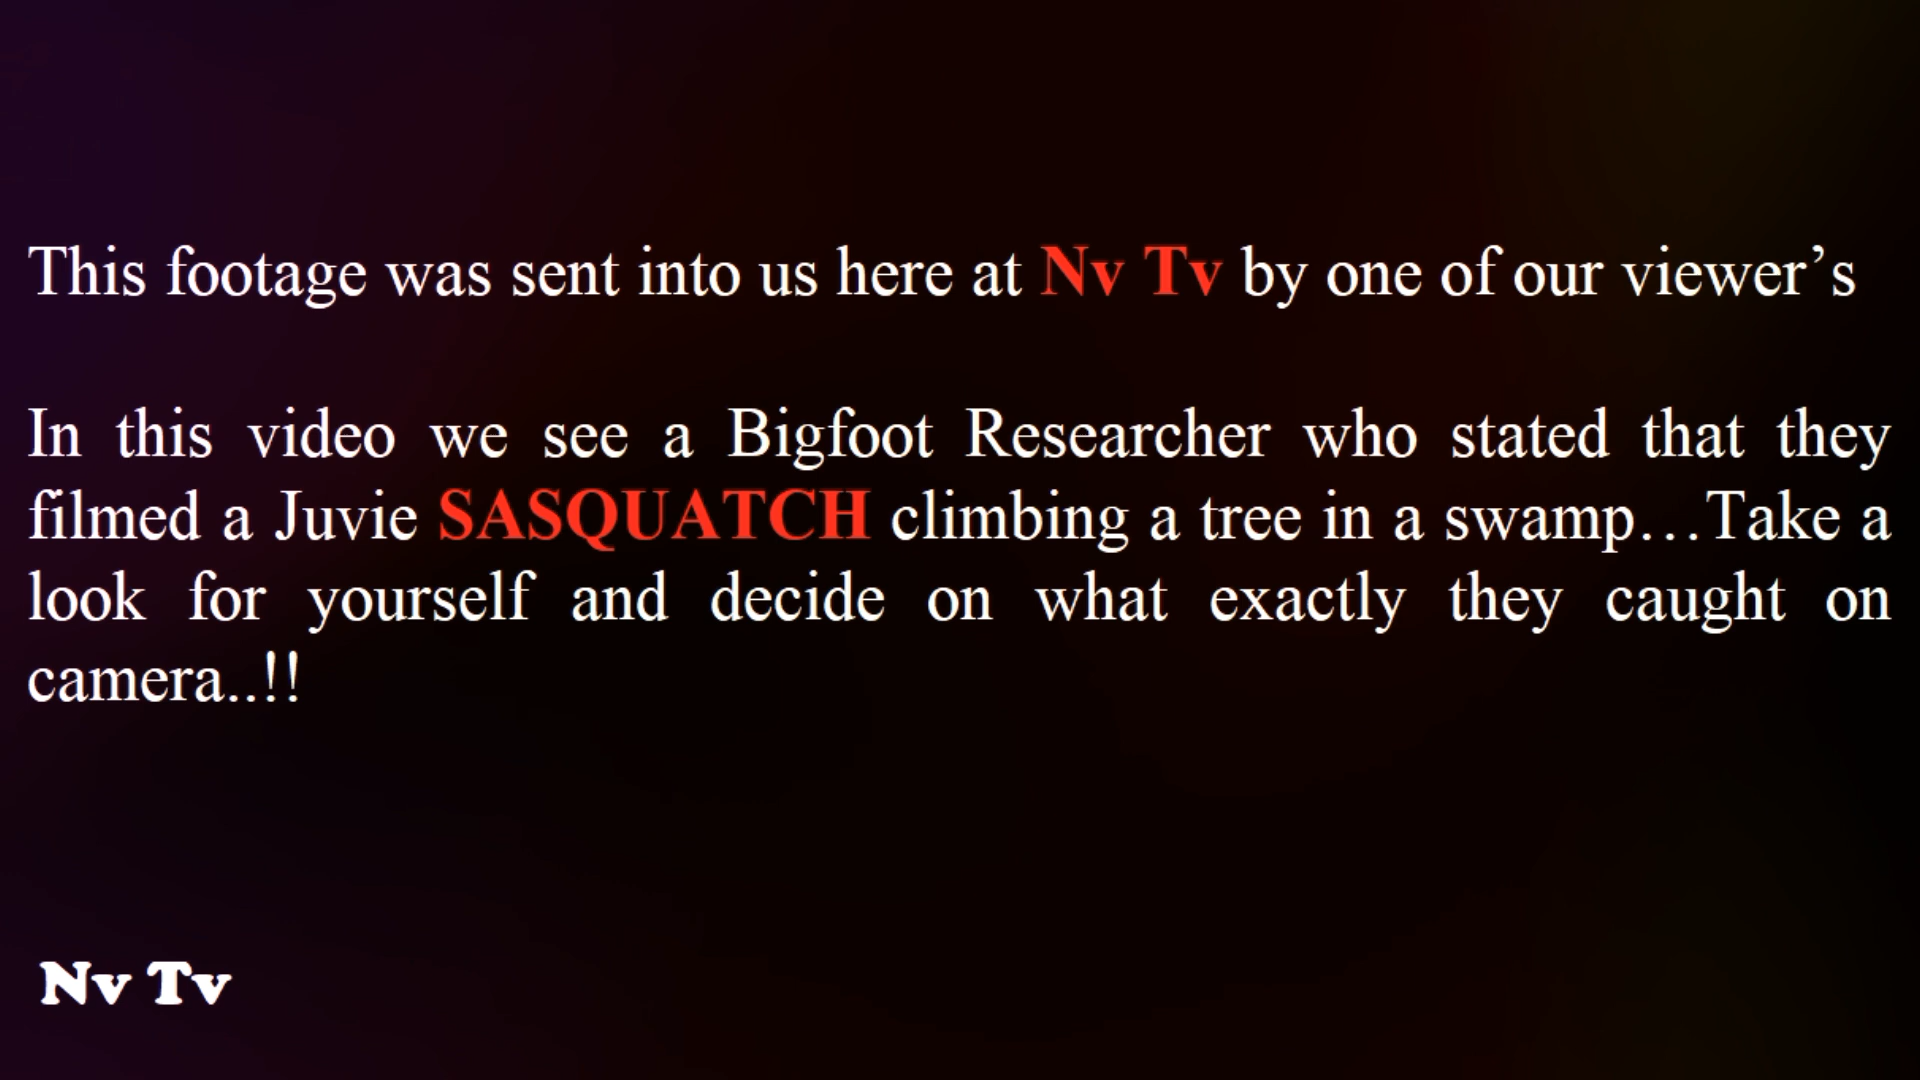 This footage was sent into us here at Nv Tv by one of our viewer’s
In this video we see a Bigfoot Researcher who stated that they
filmed a Juvie SASQUATCH climbing a tree in a swamp…Take a
look for yourself and decide on what exactly they caught on
camera..!!
Nv Tv